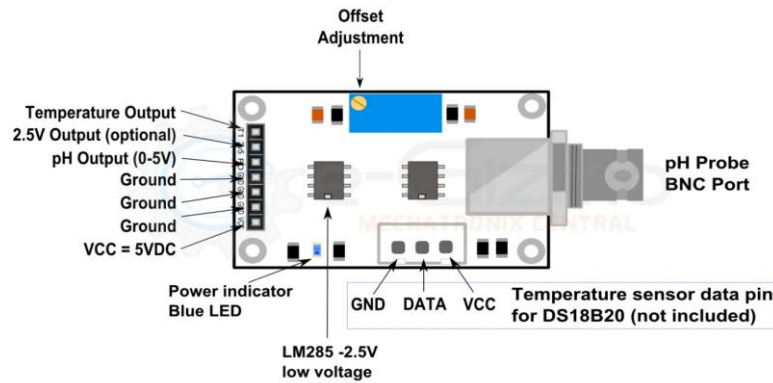 Offset
Adjustment
Temperature Output
2.5V Output (optional)
pH Output (0-5V)
Ground
Ground
Ground
VCC = 5VDC
pH Probe
BNC Port
MECHATRONIX CENTRAL
Power indicator
Blue LED
GND DATA VCC
Temperature sensor data pin
for DS18B20 (not included)
LM285 -2.5V
low voltage